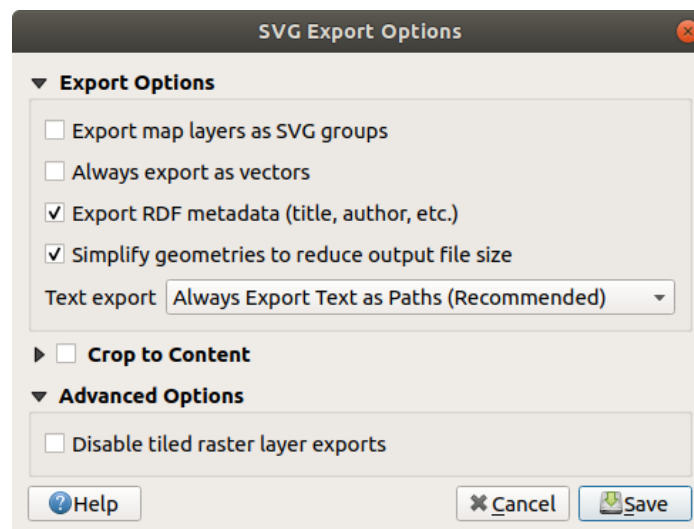 SVG Export Options
Export Options
Export map layers as SVG groups
Always export as vectors
Export RDF metadata (title, author, etc.)
Simplify geometries to reduce output file size
Text export Always Export Text as Paths (Recommended)
Crop to Content
Advanced Options
Disable tiled raster layer exports
Help Cancel Save